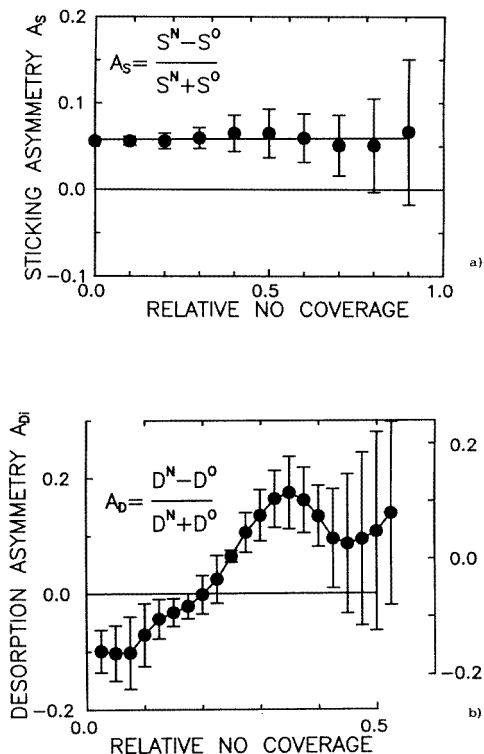 STICKING ASYMMETRY A_S
0.2
0.1
0.0
−0.1
A_S = (S^N−S^O)/(S^N+S^O)
0.0
0.5
1.0
RELATIVE NO COVERAGE
a)
DESORPTION ASYMMETRY A_Di
0.2
0.0
−0.2
A_D = (D^N−D^O)/(D^N+D^O)
0.2
0.0
−0.2
0.0
0.5
RELATIVE NO COVERAGE
b)